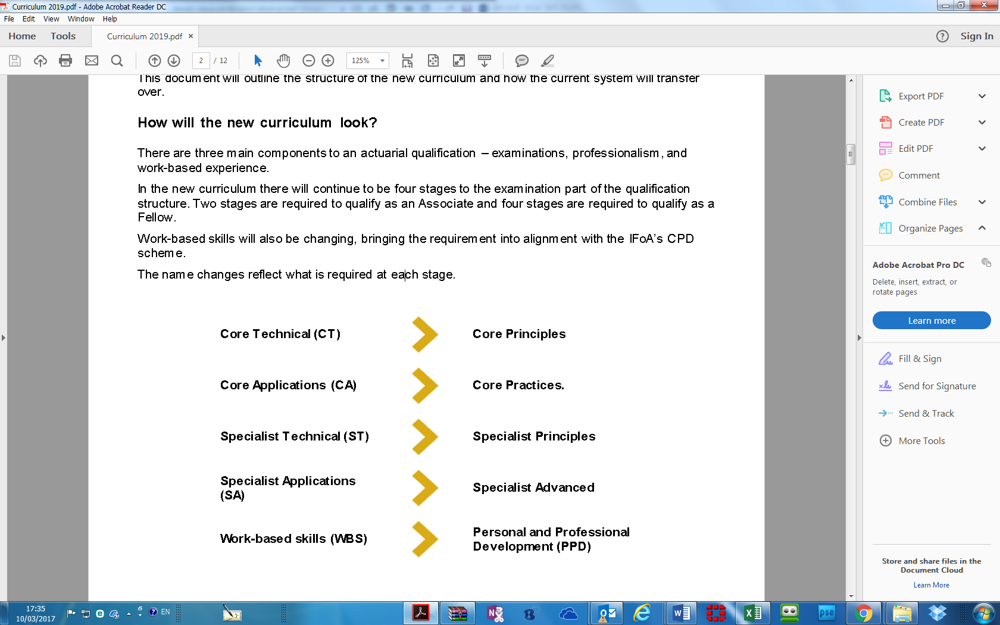 Curriculum 2019.pdf - Adobe Acrobat Reader DC
File Edit View Window Help
Home Tools Curriculum 2019.pdf × ? Sign In
2 / 12 125%
This document will outline the structure of the new curriculum and how the current system will transfer
over.
How will the new curriculum look?
There are three main components to an actuarial qualification – examinations, professionalism, and
work-based experience.
In the new curriculum there will continue to be four stages to the examination part of the qualification
structure. Two stages are required to qualify as an Associate and four stages are required to qualify as a
Fellow.
Work-based skills will also be changing, bringing the requirement into alignment with the IFoA's CPD
scheme.
The name changes reflect what is required at each stage.
Core Technical (CT) Core Principles
Core Applications (CA) Core Practices.
Specialist Technical (ST) Specialist Principles
Specialist Applications
(SA)
Specialist Advanced
Work-based skills (WBS)
Personal and Professional
Development (PPD)
Export PDF
Create PDF
Edit PDF
Comment
Combine Files
Organize Pages
Adobe Acrobat Pro DC
Delete, insert, extract, or
rotate pages
Learn more
Fill & Sign
Send for Signature
Send & Track
More Tools
Store and share files in the
Document Cloud
Learn More
17:35
10/03/2017
EN
pse